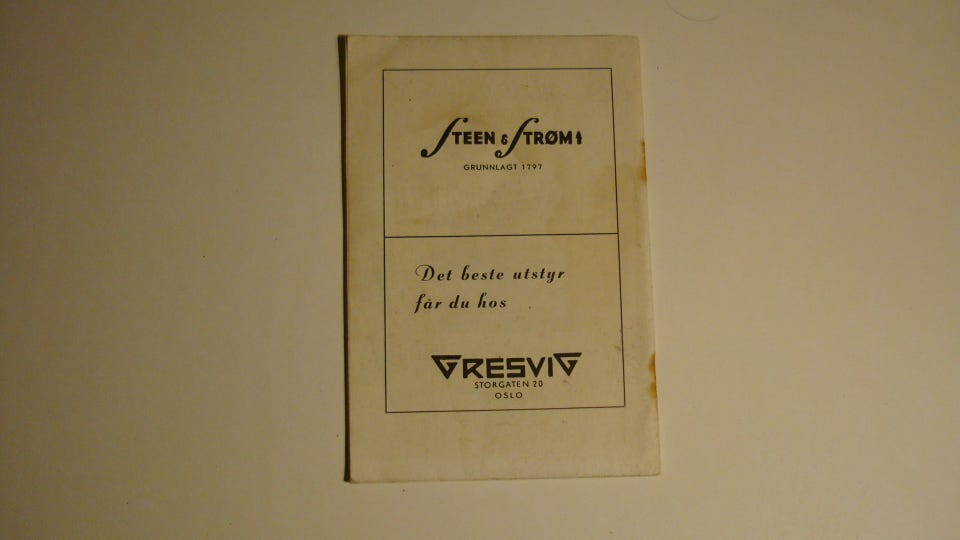 STEEN & STRØM
GRUNNLAGT 1797
Det beste utstyr
får du hos
GRESVIG
STORGATEN 20
OSLO